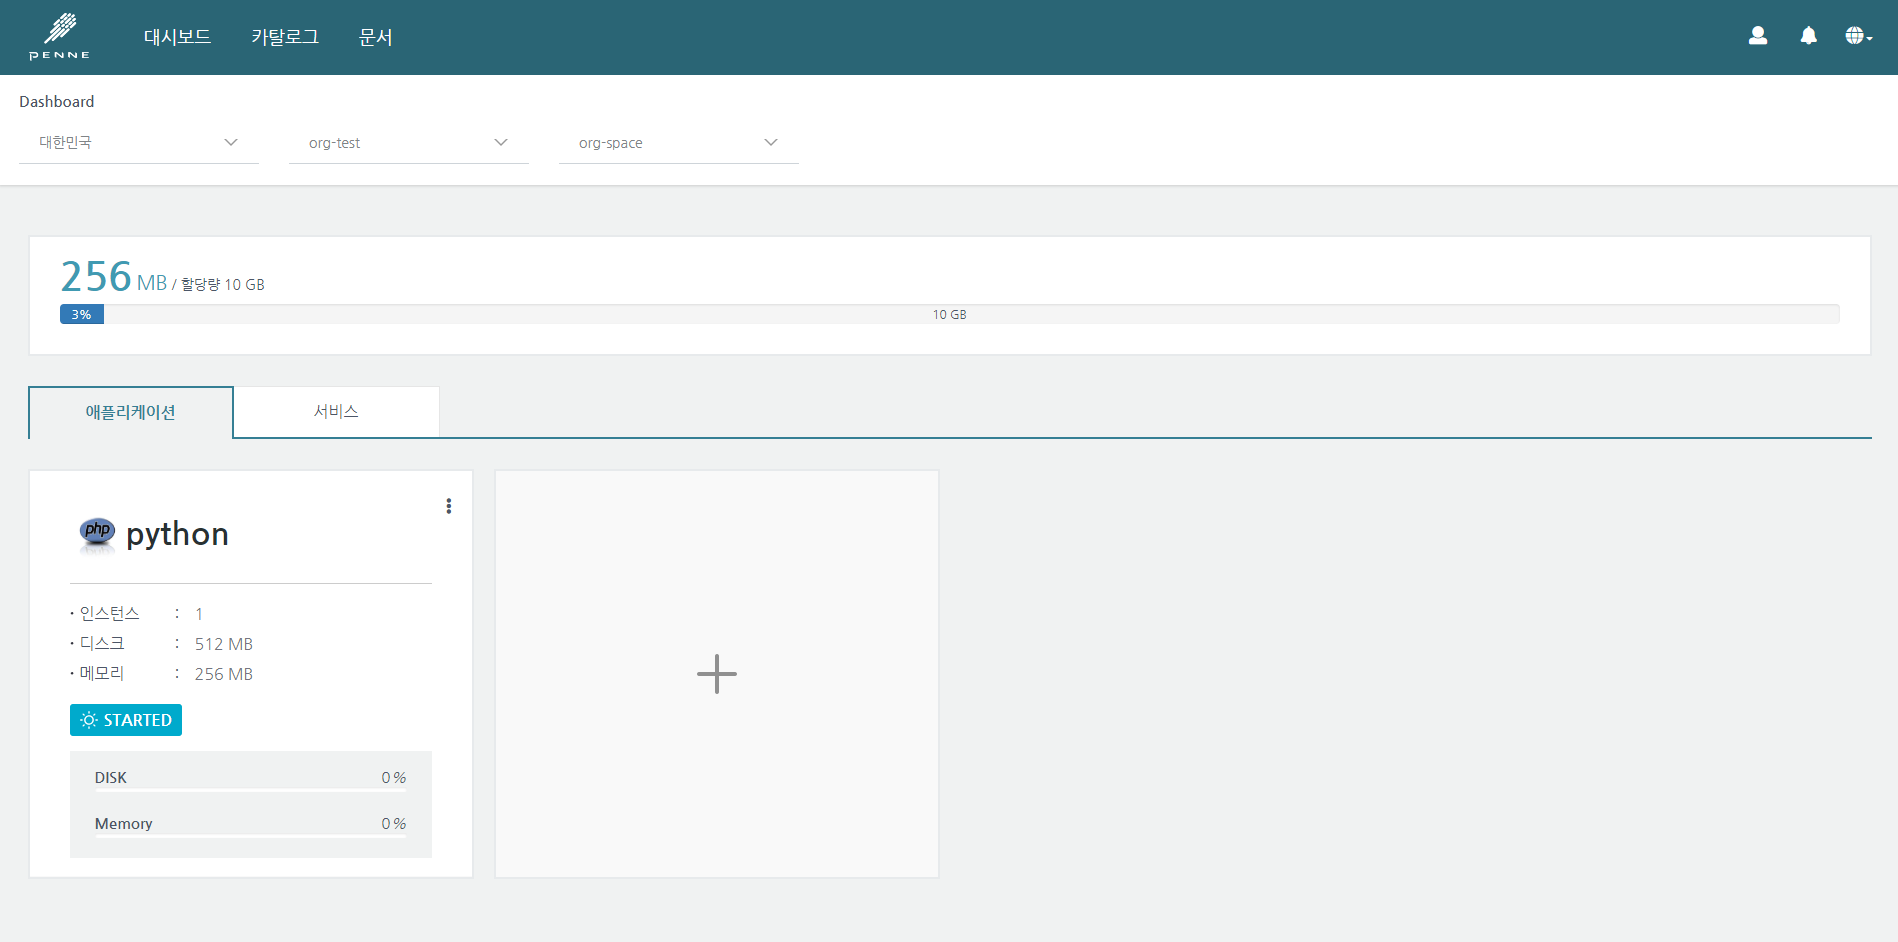 PENNE
대시보드 카탈로그 문서
Dashboard
대한민국 org-test org-space
256 MB / 할당량 10 GB
3% 10 GB
애플리케이션 서비스
php python
· 인스턴스 : 1
· 디스크 : 512 MB
· 메모리 : 256 MB
STARTED
DISK 0 %
Memory 0 %